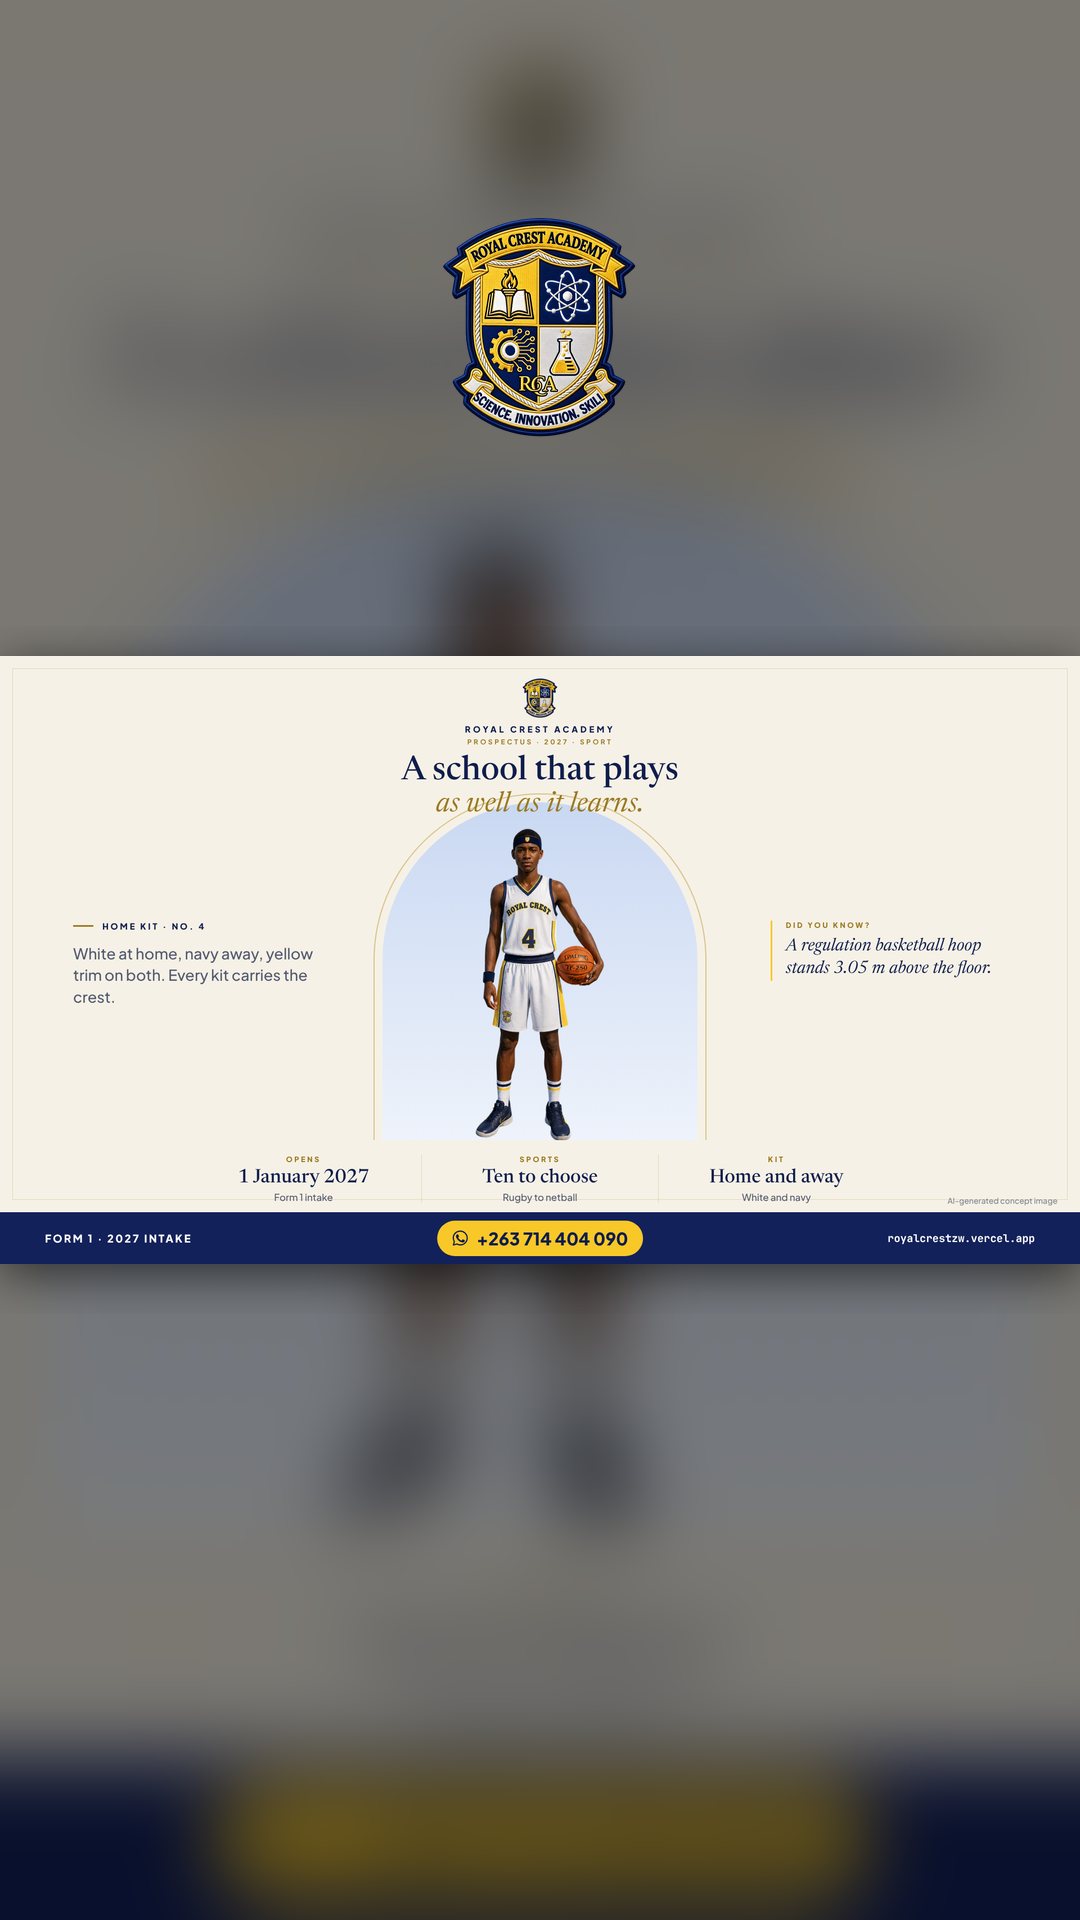 ROYAL CREST ACADEMY
RCA
SCIENCE. INNOVATION. SKILL
ROYAL CREST ACADEMY
PROSPECTUS · 2027 · SPORT
A school that plays
as well as it learns.
HOME KIT · NO. 4
White at home, navy away, yellow
trim on both. Every kit carries the
crest.
ROYAL CREST
4
SPALDING
TF-250
DID YOU KNOW?
A regulation basketball hoop
stands 3.05 m above the floor.
OPENS
1 January 2027
Form 1 intake
SPORTS
Ten to choose
Rugby to netball
KIT
Home and away
White and navy
AI-generated concept image
FORM 1 · 2027 INTAKE
+263 714 404 090
royalcrestzw.vercel.app